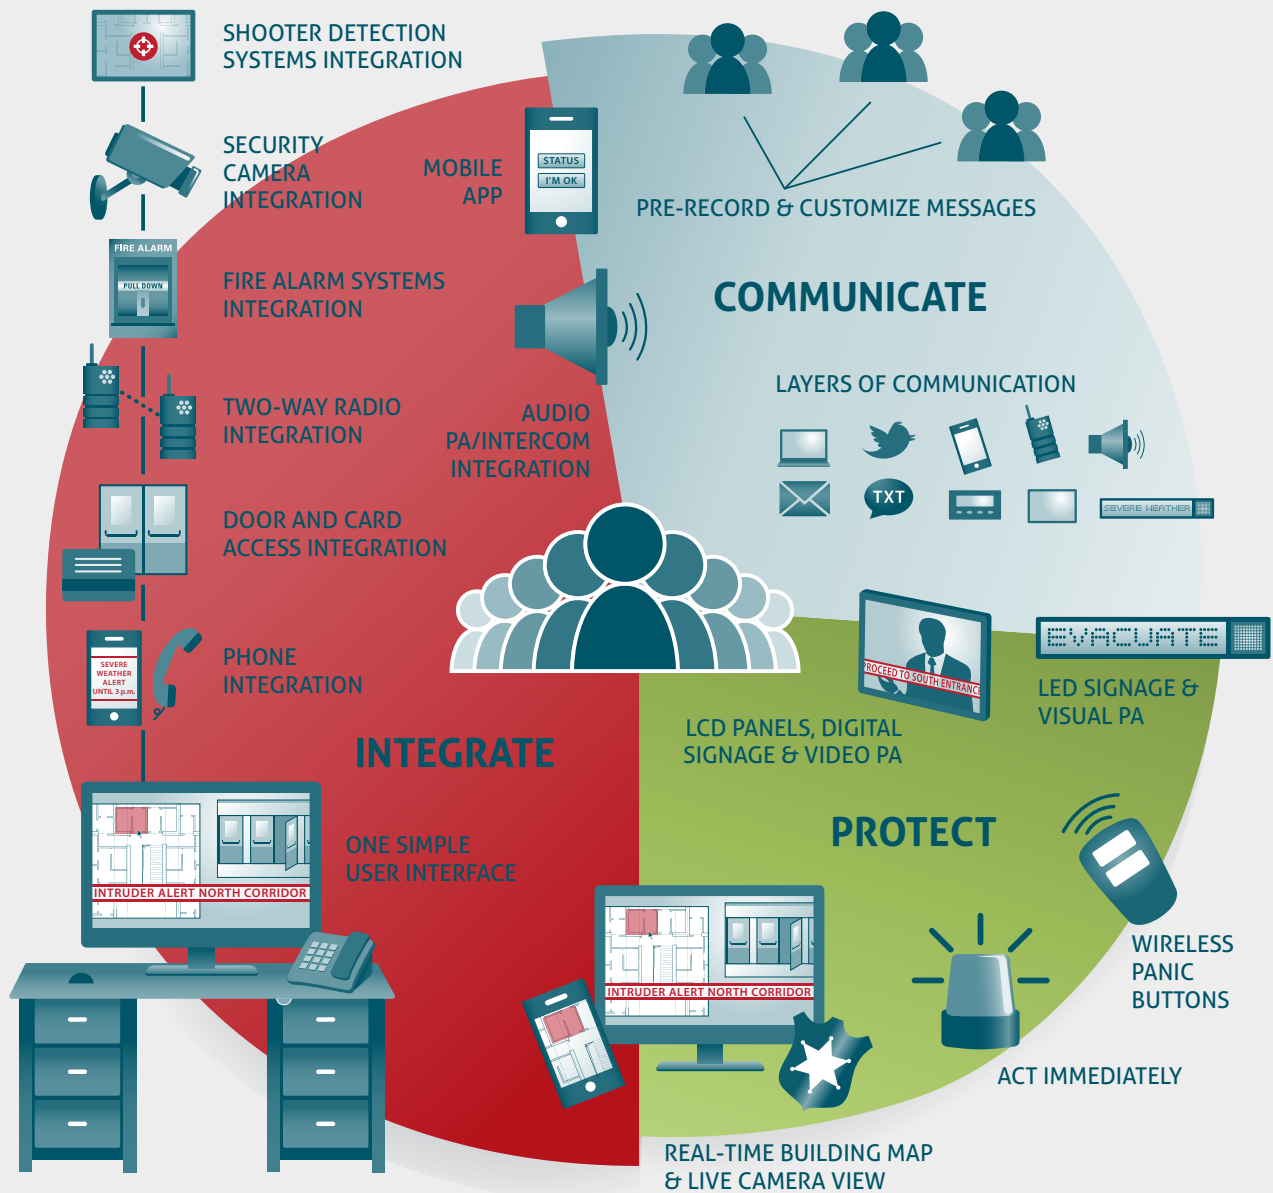 SHOOTER DETECTION
SYSTEMS INTEGRATION
SECURITY
CAMERA
INTEGRATION
MOBILE
APP
STATUS
I'M OK
PRE-RECORD & CUSTOMIZE MESSAGES
FIRE ALARM
PULL DOWN
FIRE ALARM SYSTEMS
INTEGRATION
COMMUNICATE
LAYERS OF COMMUNICATION
TWO-WAY RADIO
INTEGRATION
AUDIO
PA/INTERCOM
INTEGRATION
TXT
SEVERE WEATHER
DOOR AND CARD
ACCESS INTEGRATION
SEVERE
WEATHER
ALERT
UNTIL 3 p.m.
PHONE
INTEGRATION
PROCEED TO SOUTH ENTRANCE
EVACUATE
LED SIGNAGE &
VISUAL PA
LCD PANELS, DIGITAL
SIGNAGE & VIDEO PA
INTEGRATE
PROTECT
ONE SIMPLE
USER INTERFACE
INTRUDER ALERT NORTH CORRIDOR
WIRELESS
PANIC
BUTTONS
INTRUDER ALERT NORTH CORRIDOR
ACT IMMEDIATELY
REAL-TIME BUILDING MAP
& LIVE CAMERA VIEW